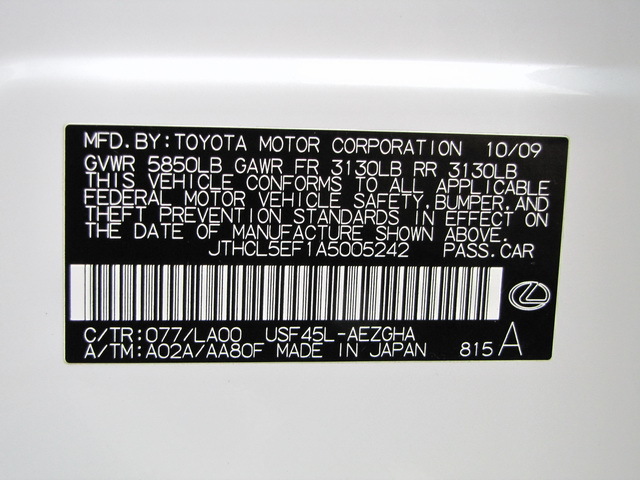 MFD.BY:TOYOTA MOTOR CORPORATION 10/09
GVWR 5850LB GAWR FR 3130LB RR 3130LB
THIS VEHICLE CONFORMS TO ALL APPLICABLE
FEDERAL MOTOR VEHICLE SAFETY,BUMPER,AND
THEFT PREVENTION STANDARDS IN EFFECT ON
THE DATE OF MANUFACTURE SHOWN ABOVE.
JTHCL5EF1A5005242 PASS.CAR
C/TR:077/LA00 USF45L-AEZGHA
A/TM:A02A/AA80F MADE IN JAPAN 815 A